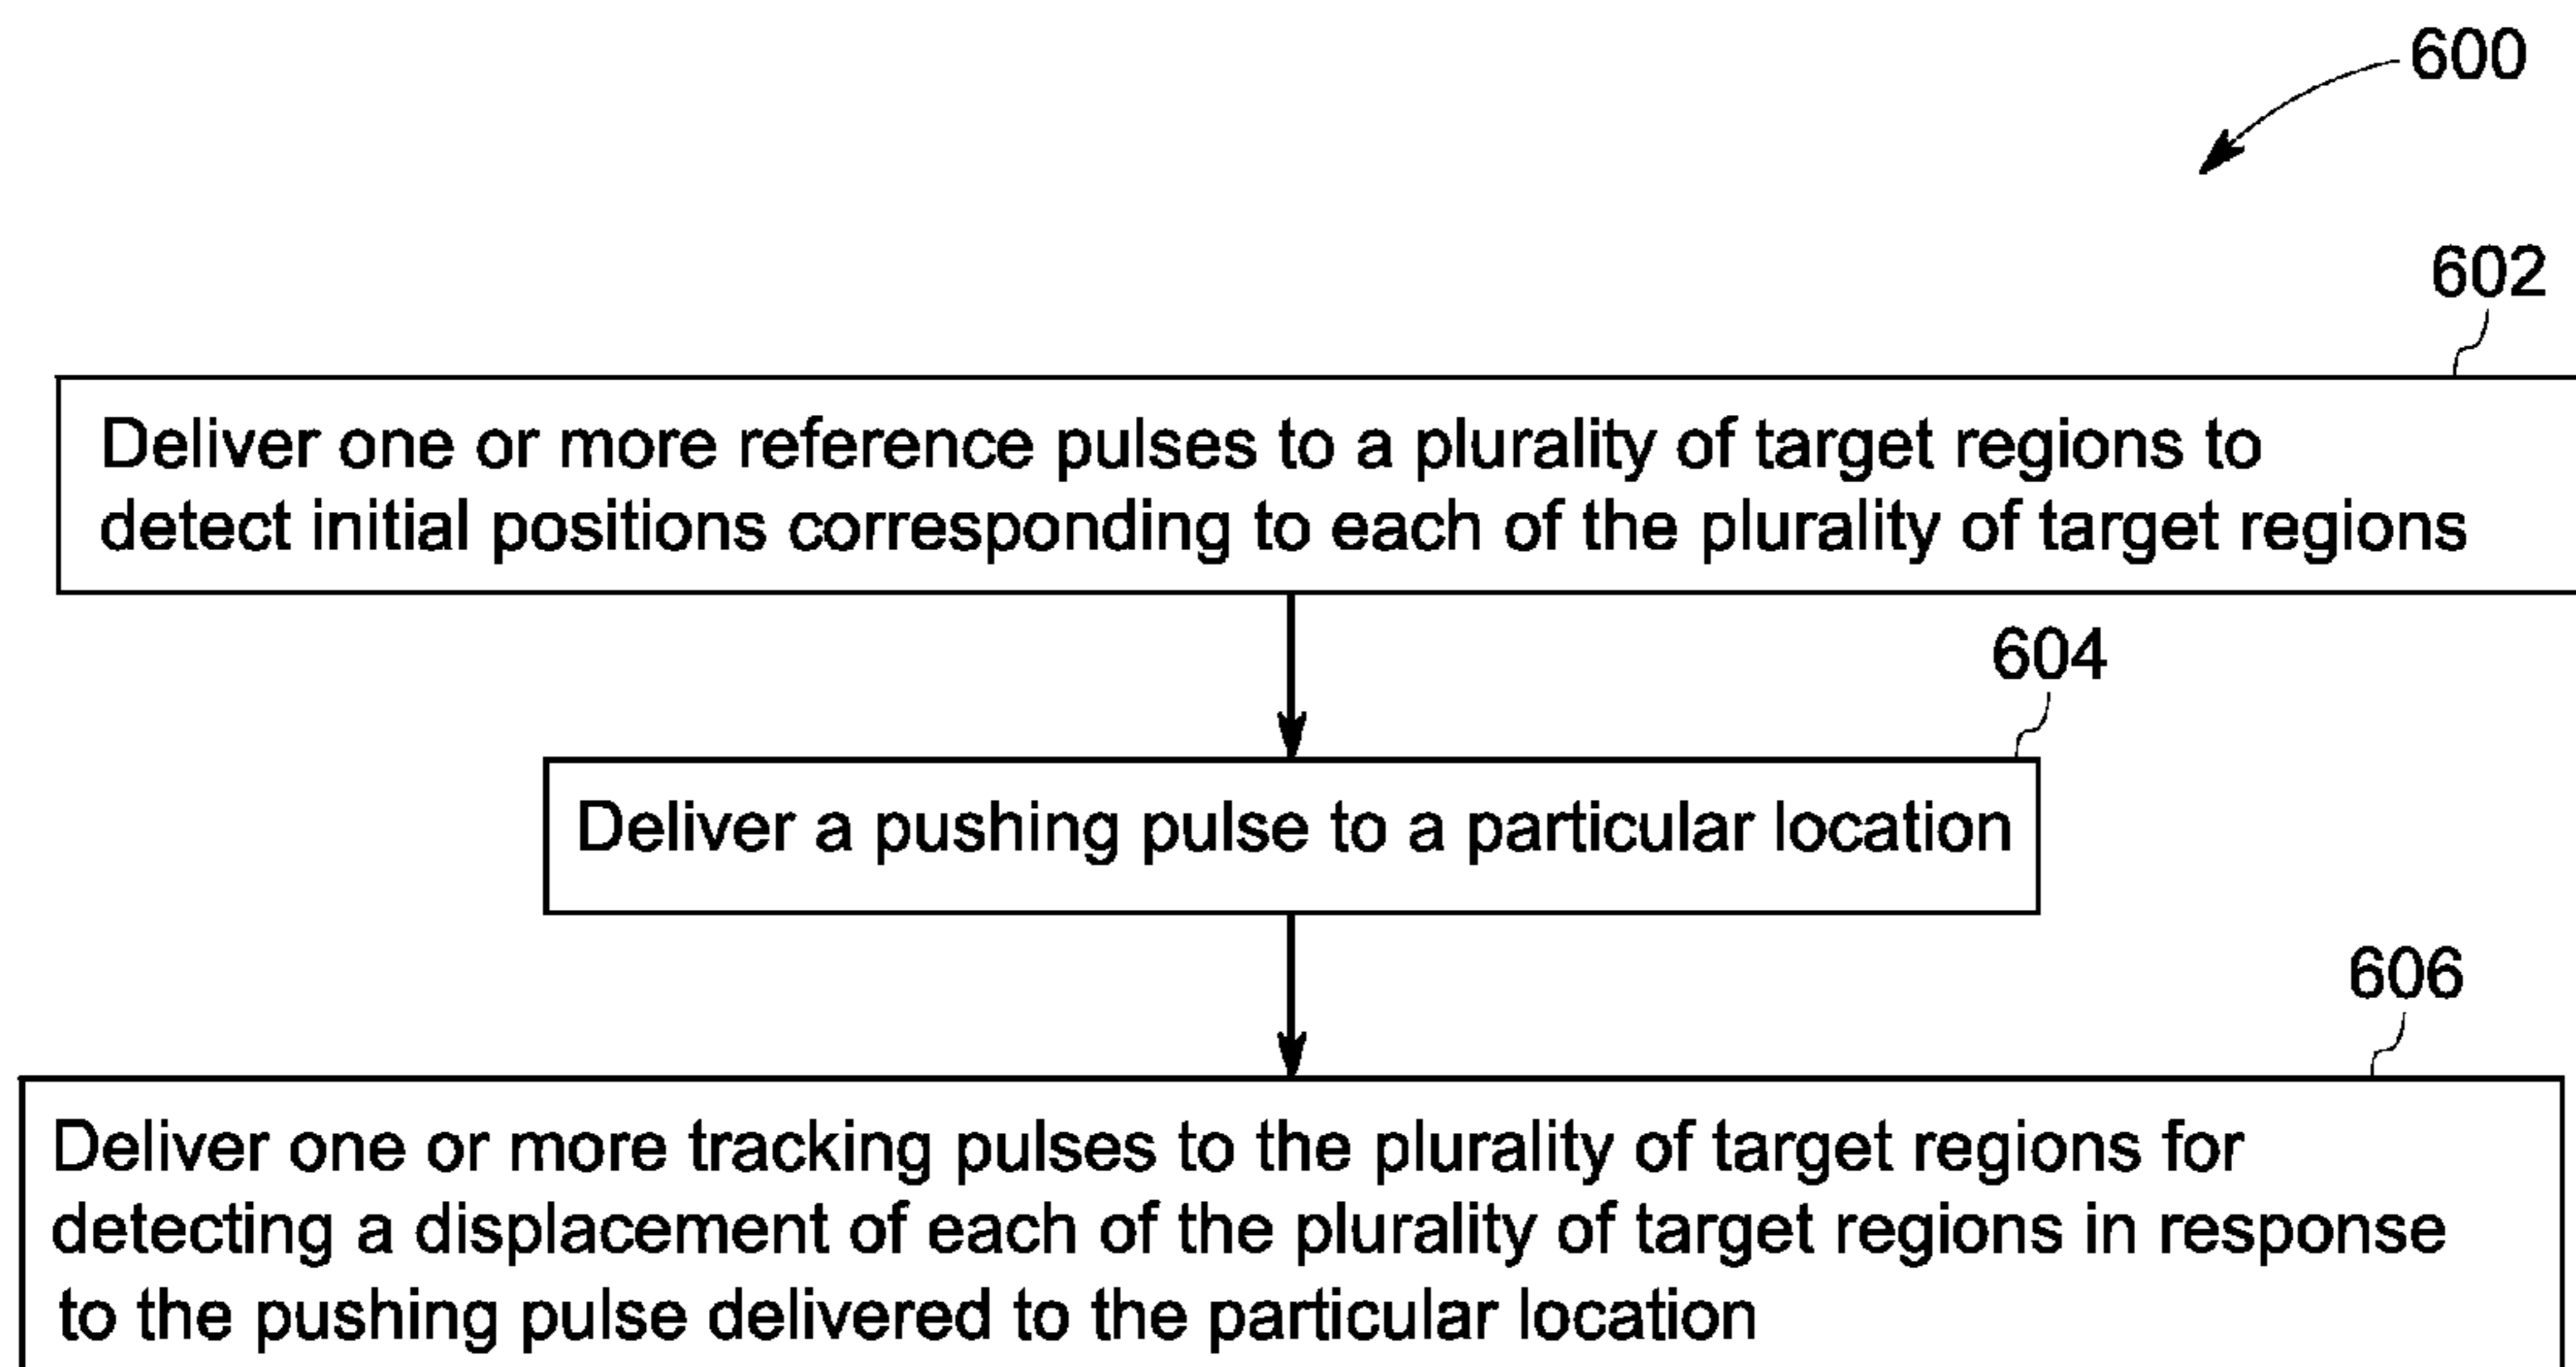 600
602
Deliver one or more reference pulses to a plurality of target regions to
detect initial positions corresponding to each of the plurality of target regions
604
Deliver a pushing pulse to a particular location
606
Deliver one or more tracking pulses to the plurality of target regions for
detecting a displacement of each of the plurality of target regions in response
to the pushing pulse delivered to the particular location